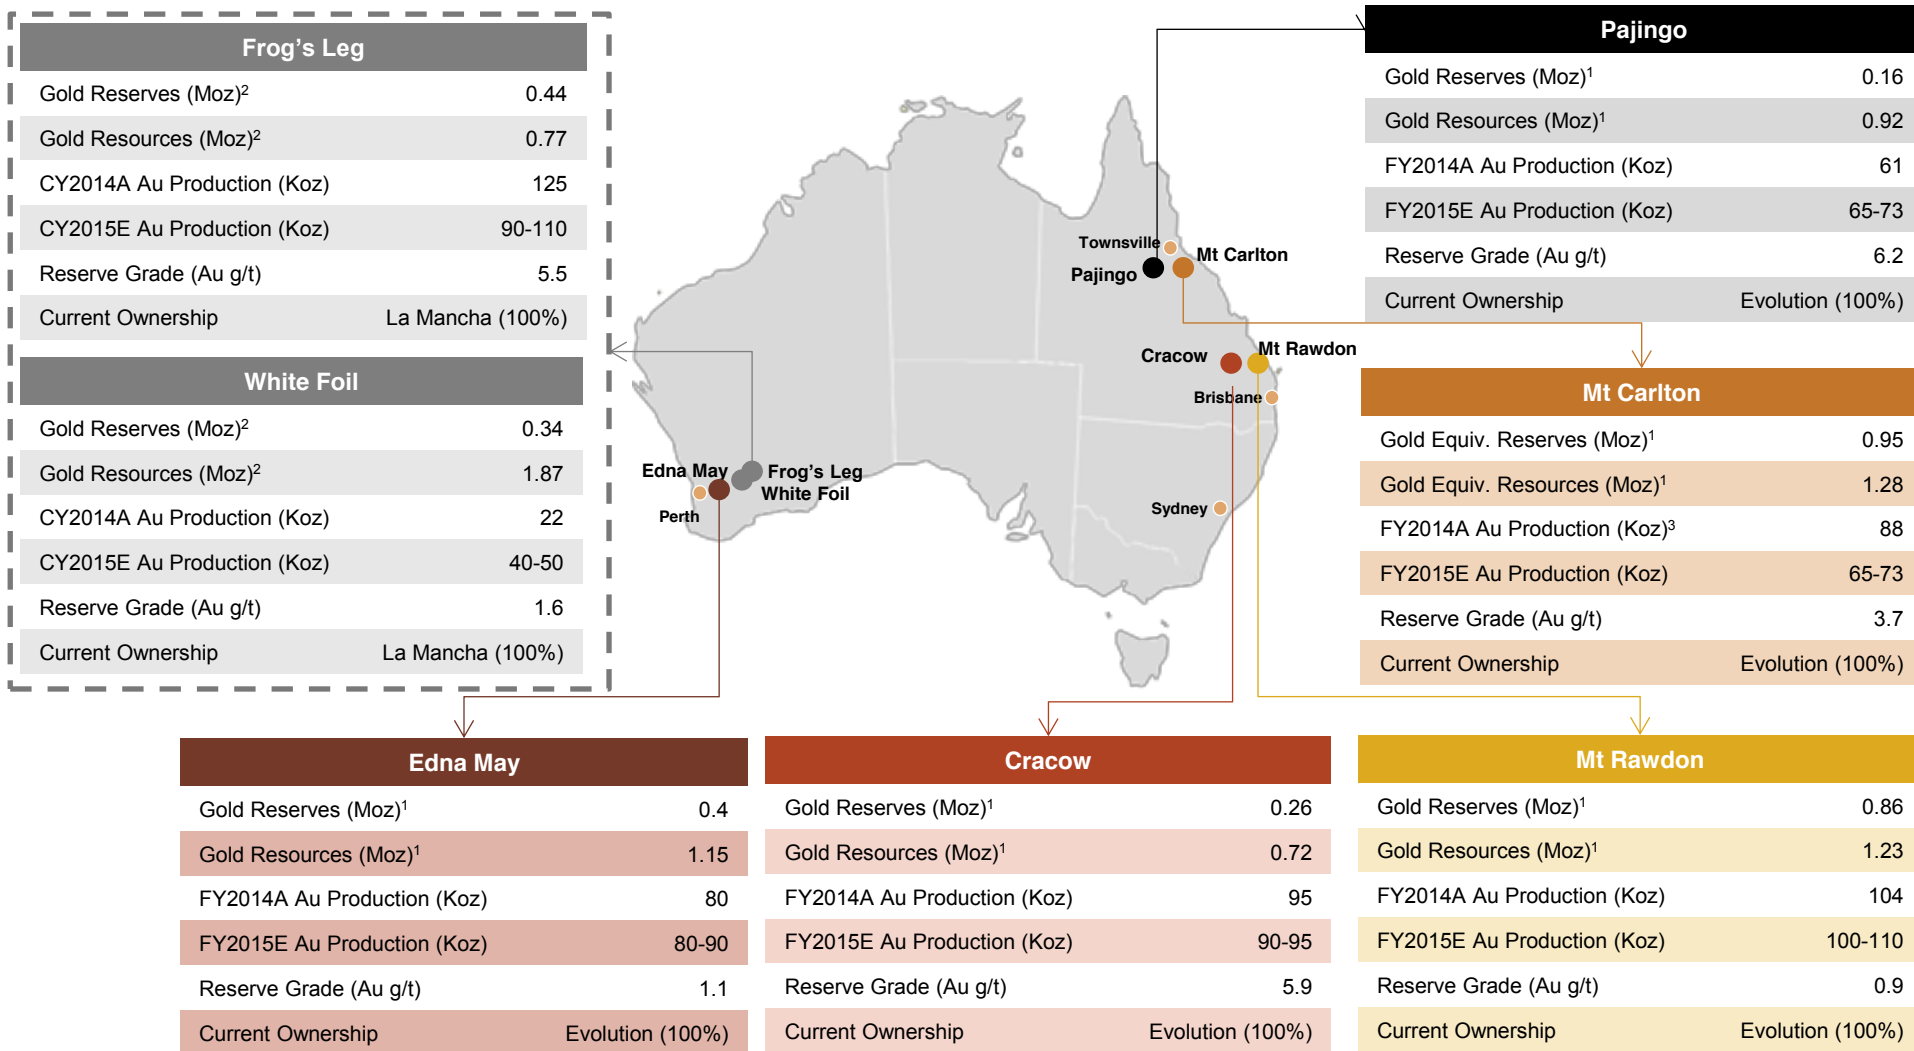 Frog's Leg
Gold Reserves (Moz)² 0.44
Gold Resources (Moz)² 0.77
CY2014A Au Production (Koz) 125
CY2015E Au Production (Koz) 90-110
Reserve Grade (Au g/t) 5.5
Current Ownership La Mancha (100%)
White Foil
Gold Reserves (Moz)² 0.34
Gold Resources (Moz)² 1.87
CY2014A Au Production (Koz) 22
CY2015E Au Production (Koz) 40-50
Reserve Grade (Au g/t) 1.6
Current Ownership La Mancha (100%)
Townsville
Mt Carlton
Pajingo
Cracow
Mt Rawdon
Brisbane
Edna May
Frog's Leg
White Foil
Perth
Sydney
Pajingo
Gold Reserves (Moz)¹ 0.16
Gold Resources (Moz)¹ 0.92
FY2014A Au Production (Koz) 61
FY2015E Au Production (Koz) 65-73
Reserve Grade (Au g/t) 6.2
Current Ownership Evolution (100%)
Mt Carlton
Gold Equiv. Reserves (Moz)¹ 0.95
Gold Equiv. Resources (Moz)¹ 1.28
FY2014A Au Production (Koz)³ 88
FY2015E Au Production (Koz) 65-73
Reserve Grade (Au g/t) 3.7
Current Ownership Evolution (100%)
Edna May
Gold Reserves (Moz)¹ 0.4
Gold Resources (Moz)¹ 1.15
FY2014A Au Production (Koz) 80
FY2015E Au Production (Koz) 80-90
Reserve Grade (Au g/t) 1.1
Current Ownership Evolution (100%)
Cracow
Gold Reserves (Moz)¹ 0.26
Gold Resources (Moz)¹ 0.72
FY2014A Au Production (Koz) 95
FY2015E Au Production (Koz) 90-95
Reserve Grade (Au g/t) 5.9
Current Ownership Evolution (100%)
Mt Rawdon
Gold Reserves (Moz)¹ 0.86
Gold Resources (Moz)¹ 1.23
FY2014A Au Production (Koz) 104
FY2015E Au Production (Koz) 100-110
Reserve Grade (Au g/t) 0.9
Current Ownership Evolution (100%)